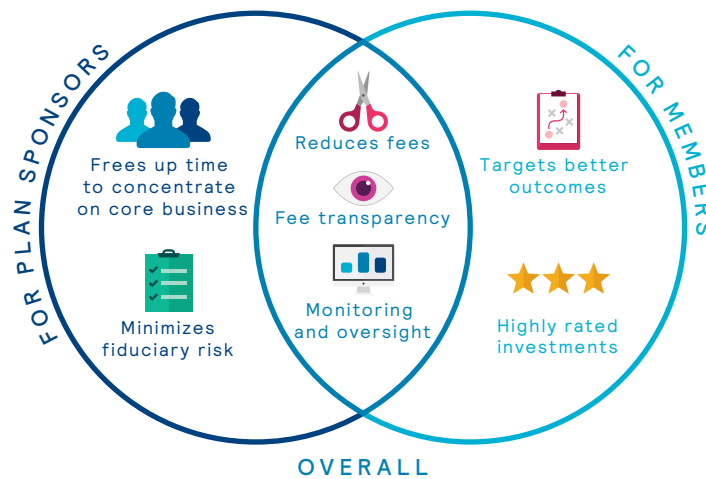 FOR PLAN SPONSORS
Frees up time
to concentrate
on core business
Minimizes
fiduciary risk
Reduces fees
Fee transparency
Monitoring
and oversight
FOR MEMBERS
Targets better
outcomes
Highly rated
investments
OVERALL